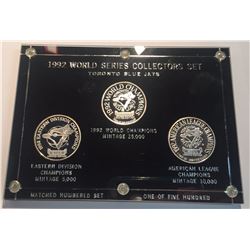 1992 WORLD SERIES COLLECTORS SET
TORONTO BLUE JAYS
1992 WORLD CHAMPIONS
MINTAGE 25,000
EASTERN DIVISION
CHAMPIONS
MINTAGE 5,000
AMERICAN LEAGUE
CHAMPIONS
MINTAGE 10,000
MATCHED NUMBERED SET
ONE OF FIVE HUNDRED